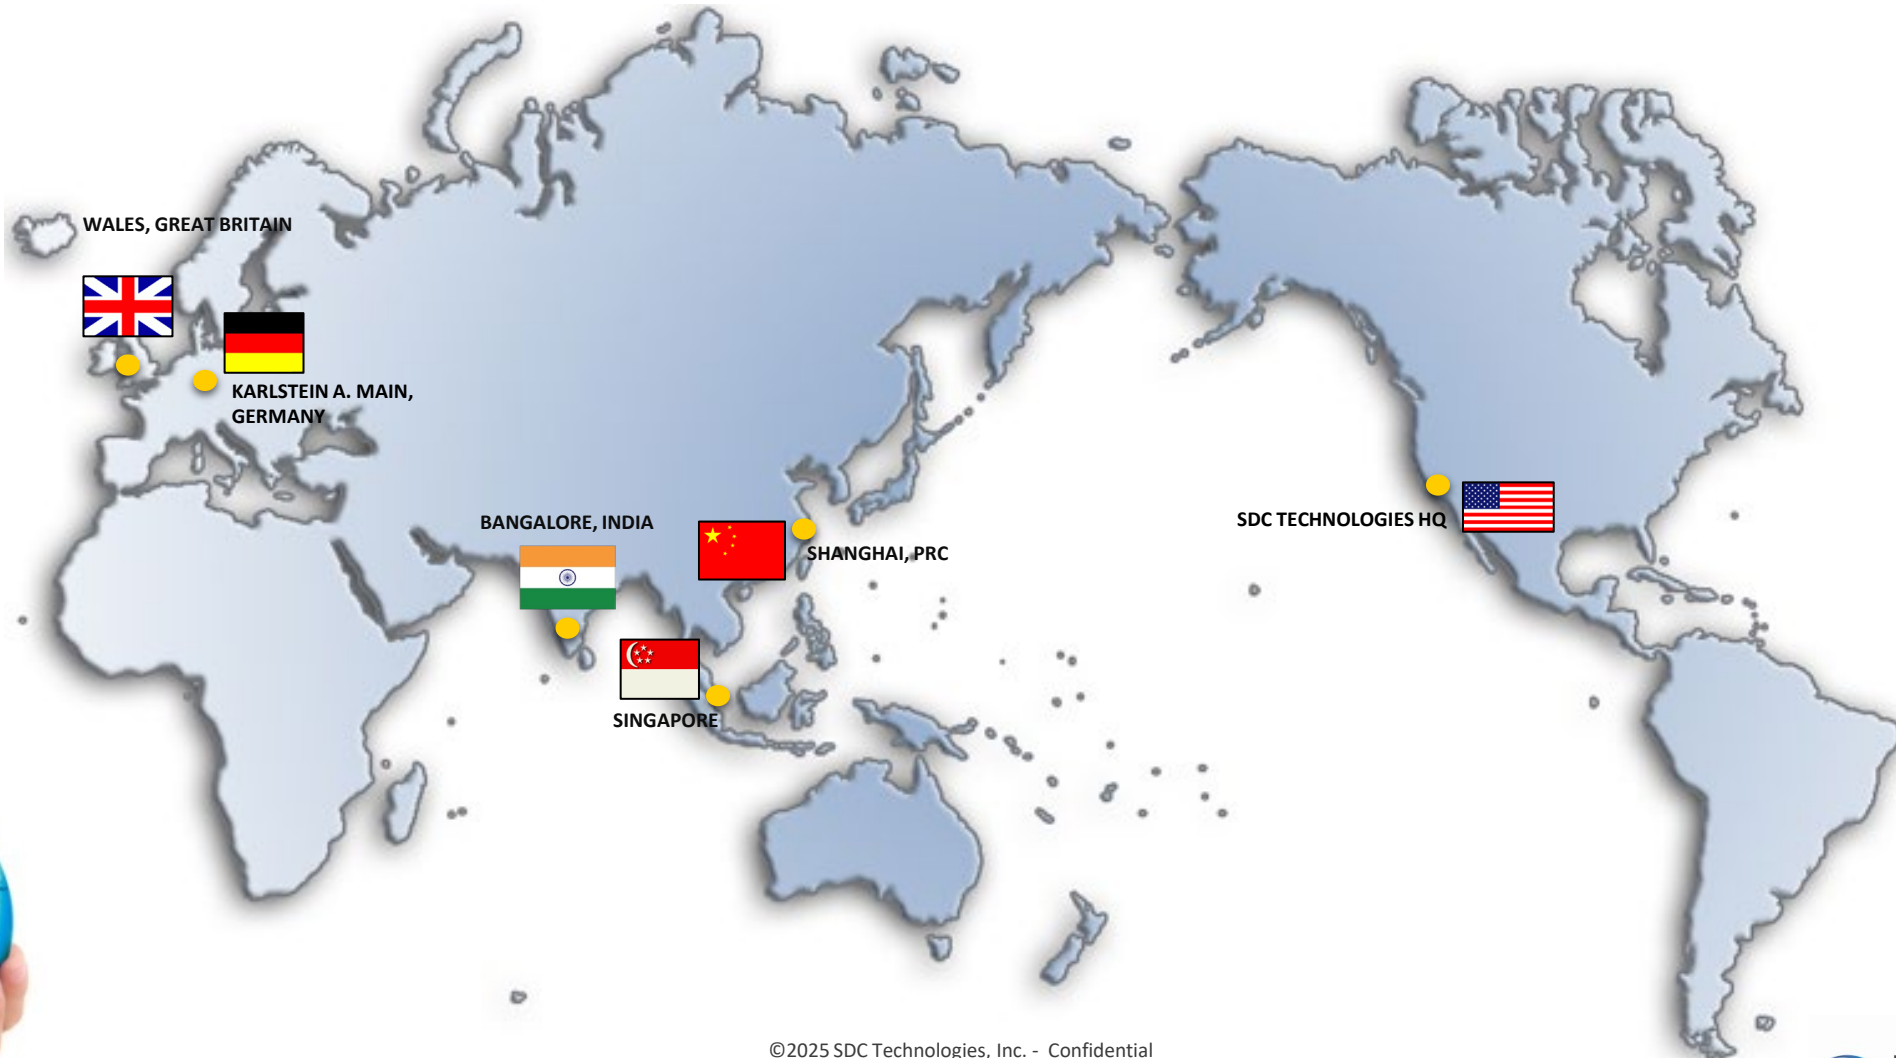 WALES, GREAT BRITAIN
KARLSTEIN A. MAIN,
GERMANY
BANGALORE, INDIA
SHANGHAI, PRC
SDC TECHNOLOGIES HQ
SINGAPORE
©2025 SDC Technologies, Inc. - Confidential